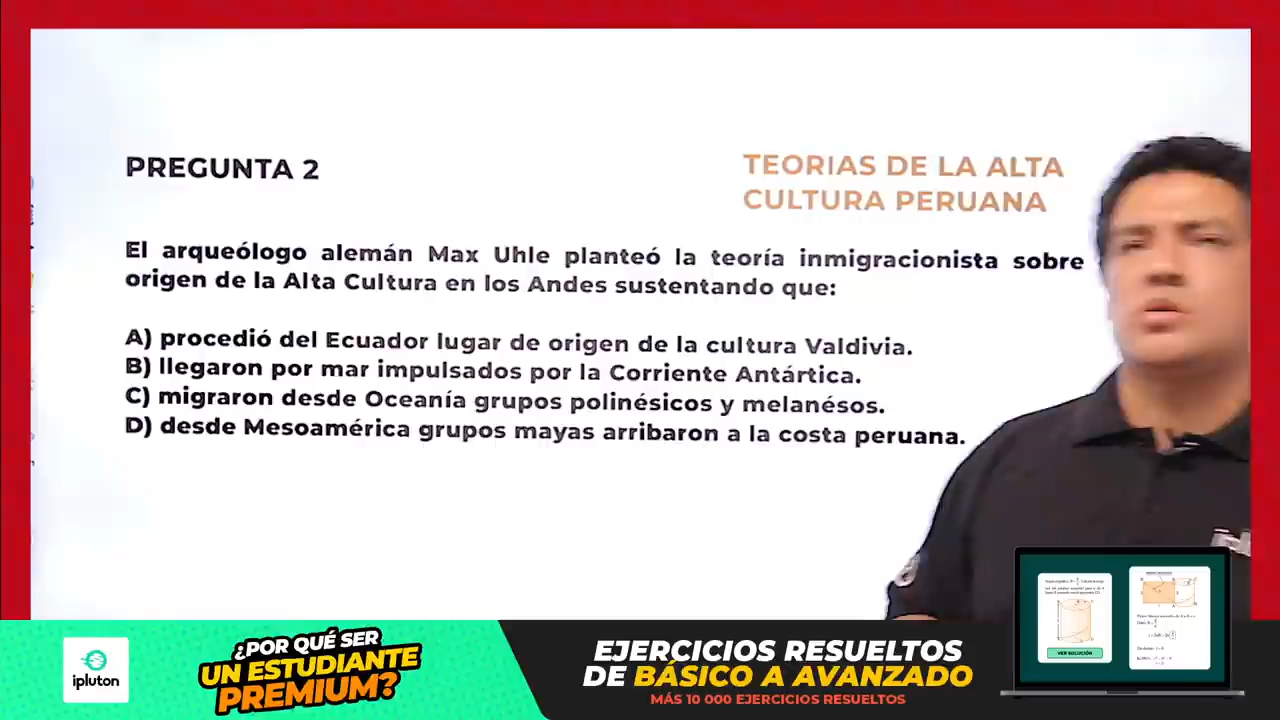 PREGUNTA 2
TEORIAS DE LA ALTA
CULTURA PERUANA
El arqueólogo alemán Max Uhle planteó la teoría inmigracionista sobre
origen de la Alta Cultura en los Andes sustentando que:
A) procedió del Ecuador lugar de origen de la cultura Valdivia.
B) llegaron por mar impulsados por la Corriente Antártica.
C) migraron desde Oceanía grupos polinésicos y melanésos.
D) desde Mesoamérica grupos mayas arribaron a la costa peruana.
ipluton
¿POR QUÉ SER
UN ESTUDIANTE
PREMIUM?
EJERCICIOS RESUELTOS
DE BÁSICO A AVANZADO
MÁS 10 000 EJERCICIOS RESUELTOS
VER SOLUCIÓN